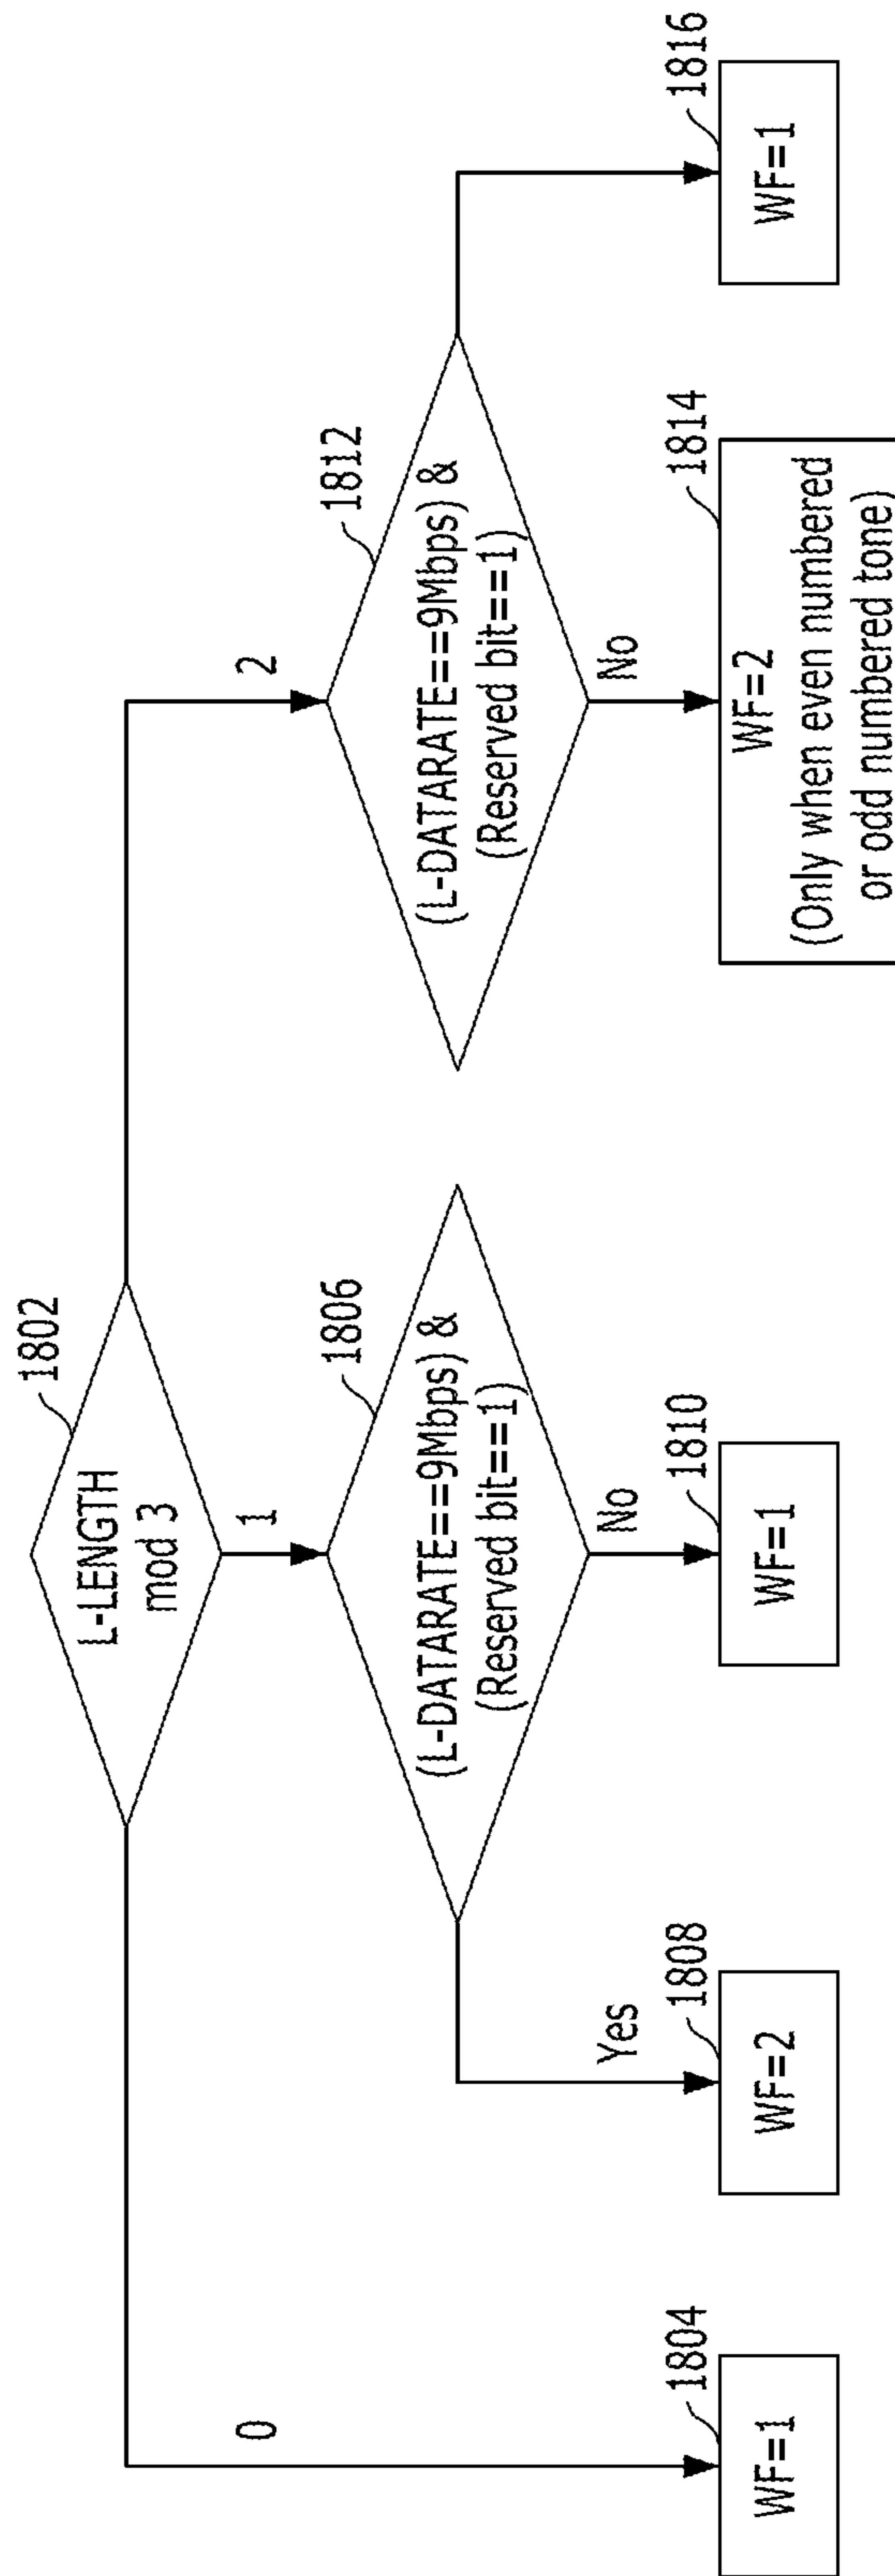 1802
L-LENGTH
mod 3
0
1
2
1806
(L-DATARATE==9Mbps) &
(Reserved bit==1)
1812
(L-DATARATE==9Mbps) &
(Reserved bit==1)
Yes
No
No
1804
WF=1
1808
WF=2
1810
WF=1
1814
WF=2
(Only when even numbered
or odd numbered tone)
1816
WF=1